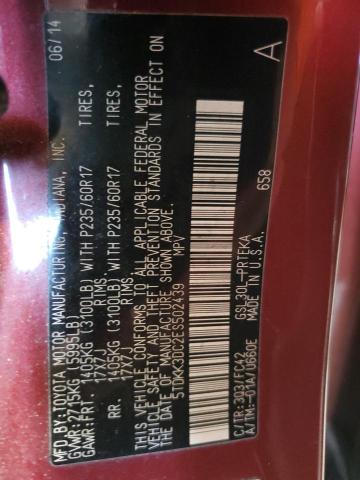 MFD. BY:TOYOTA MOTOR MANUFACTURING, INDIANA, INC. 06/14
GVWR:2715KG (5995LB)
GAWR:FRT. 1405KG (3100LB) WITH P235/60R17 TIRES,
17X7J RIMS
RR. 1405KG (3100LB) WITH P235/60R17 TIRES,
17X7J RIMS
THIS VEHICLE CONFORMS TO ALL APPLICABLE FEDERAL MOTOR
VEHICLE SAFETY AND THEFT PREVENTION STANDARDS IN EFFECT ON
THE DATE OF MANUFACTURE SHOWN ABOVE.
5TDKK3DC2ES502439 MPV
658
C/TR:3Q3/FC42 GSL30L-PRTEKA
A/TM:-01A/U660E M.I.U.S.A. A